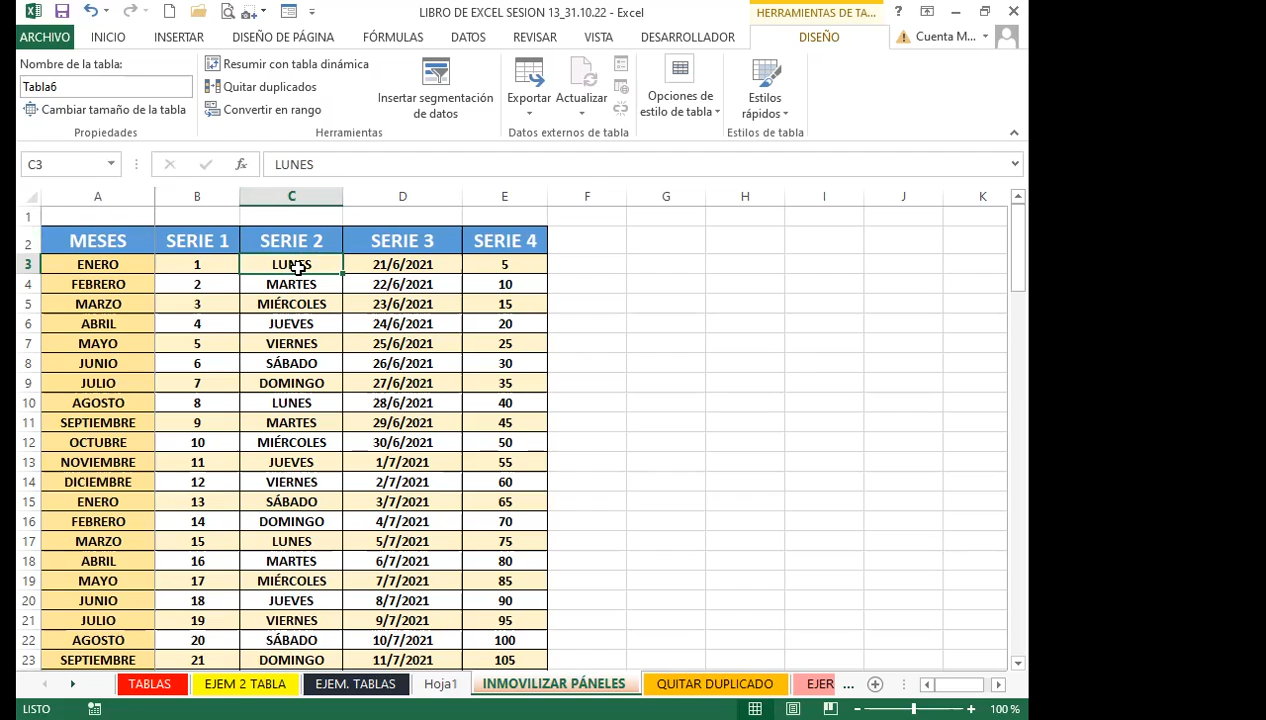 LIBRO DE EXCEL SESION 13_31.10.22 - Excel
HERRAMIENTAS DE TA...
?
ARCHIVO INICIO INSERTAR DISEÑO DE PÁGINA FÓRMULAS DATOS REVISAR VISTA DESARROLLADOR DISEÑO Cuenta M...
Nombre de la tabla:
Tabla6
Cambiar tamaño de la tabla
Propiedades
Resumir con tabla dinámica
Quitar duplicados
Convertir en rango
Insertar segmentación
de datos
Herramientas
Exportar Actualizar
Datos externos de tabla
Opciones de
estilo de tabla
Estilos
rápidos
Estilos de tabla
C3 fx LUNES
A B C D E F G H I J K
1
2 MESES SERIE 1 SERIE 2 SERIE 3 SERIE 4
3 ENERO 1 LUNES 21/6/2021 5
4 FEBRERO 2 MARTES 22/6/2021 10
5 MARZO 3 MIÉRCOLES 23/6/2021 15
6 ABRIL 4 JUEVES 24/6/2021 20
7 MAYO 5 VIERNES 25/6/2021 25
8 JUNIO 6 SÁBADO 26/6/2021 30
9 JULIO 7 DOMINGO 27/6/2021 35
10 AGOSTO 8 LUNES 28/6/2021 40
11 SEPTIEMBRE 9 MARTES 29/6/2021 45
12 OCTUBRE 10 MIÉRCOLES 30/6/2021 50
13 NOVIEMBRE 11 JUEVES 1/7/2021 55
14 DICIEMBRE 12 VIERNES 2/7/2021 60
15 ENERO 13 SÁBADO 3/7/2021 65
16 FEBRERO 14 DOMINGO 4/7/2021 70
17 MARZO 15 LUNES 5/7/2021 75
18 ABRIL 16 MARTES 6/7/2021 80
19 MAYO 17 MIÉRCOLES 7/7/2021 85
20 JUNIO 18 JUEVES 8/7/2021 90
21 JULIO 19 VIERNES 9/7/2021 95
22 AGOSTO 20 SÁBADO 10/7/2021 100
23 SEPTIEMBRE 21 DOMINGO 11/7/2021 105
TABLAS EJEM 2 TABLA EJEM. TABLAS Hoja1 INMOVILIZAR PÁNELES QUITAR DUPLICADO EJER ...
LISTO 100 %